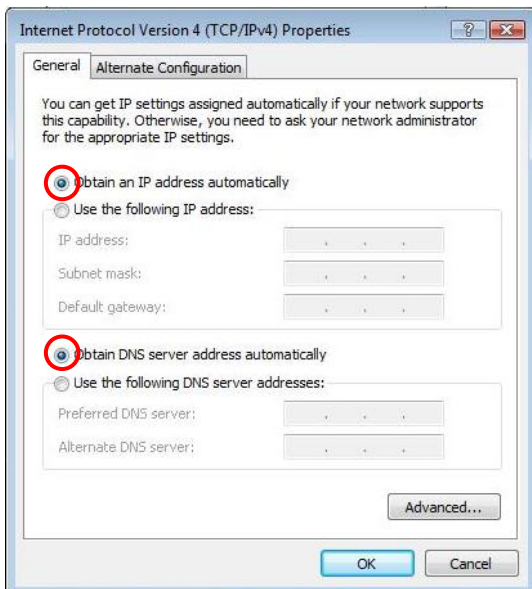 Internet Protocol Version 4 (TCP/IPv4) Properties
General
Alternate Configuration
You can get IP settings assigned automatically if your network supports
this capability. Otherwise, you need to ask your network administrator
for the appropriate IP settings.
Obtain an IP address automatically
Use the following IP address:
IP address:
Subnet mask:
Default gateway:
Obtain DNS server address automatically
Use the following DNS server addresses:
Preferred DNS server:
Alternate DNS server:
Advanced...
OK
Cancel